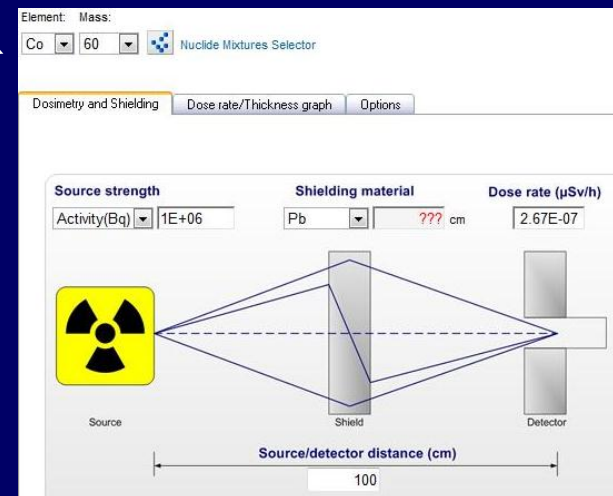 Element: Mass:
Co 60 Nuclide Mixtures Selector
Dosimetry and Shielding Dose rate/Thickness graph Options
Source strength Shielding material Dose rate (µSv/h)
Activity(Bq) 1E+06 Pb ??? cm 2.67E-07
Source Shield Detector
Source/detector distance (cm)
100